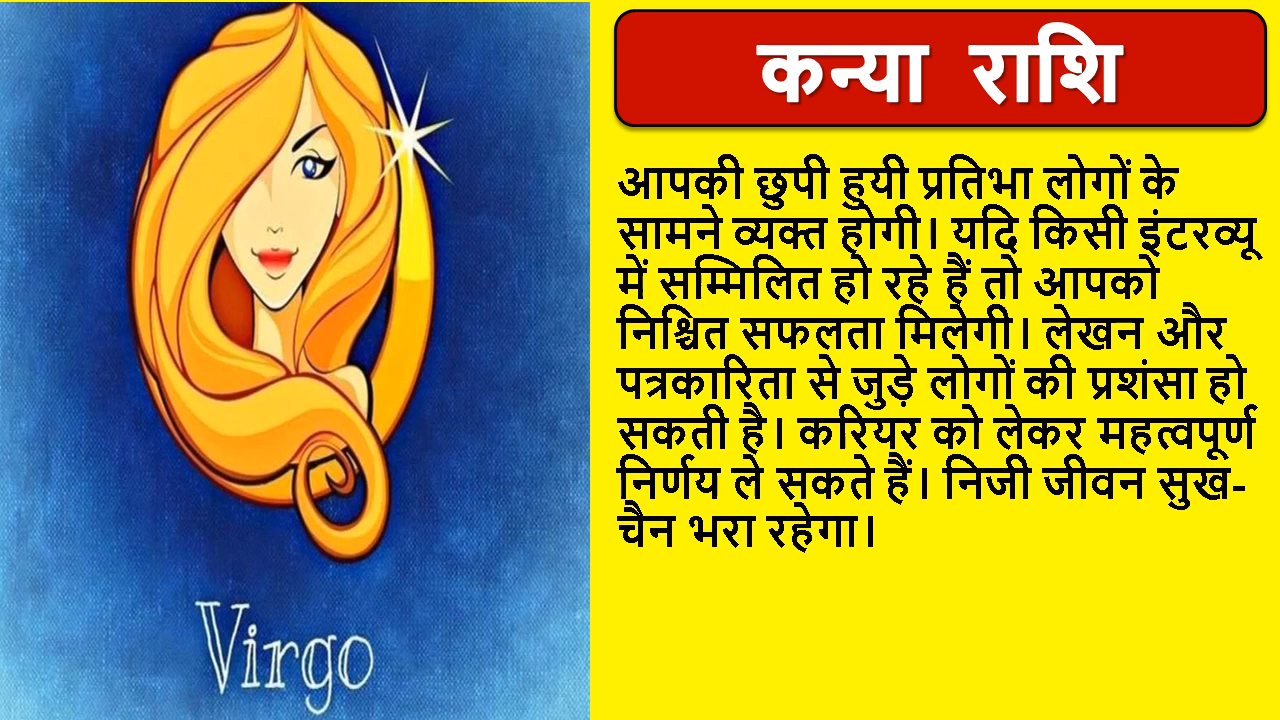 कन्या राशि
आपकी छुपी हुयी प्रतिभा लोगों के
सामने व्यक्त होगी। यदि किसी इंटरव्यू
में सम्मिलित हो रहे हैं तो आपको
निश्चित सफलता मिलेगी। लेखन और
पत्रकारिता से जुड़े लोगों की प्रशंसा हो
सकती है। करियर को लेकर महत्वपूर्ण
निर्णय ले सकते हैं। निजी जीवन सुख-
चैन भरा रहेगा।
Virgo